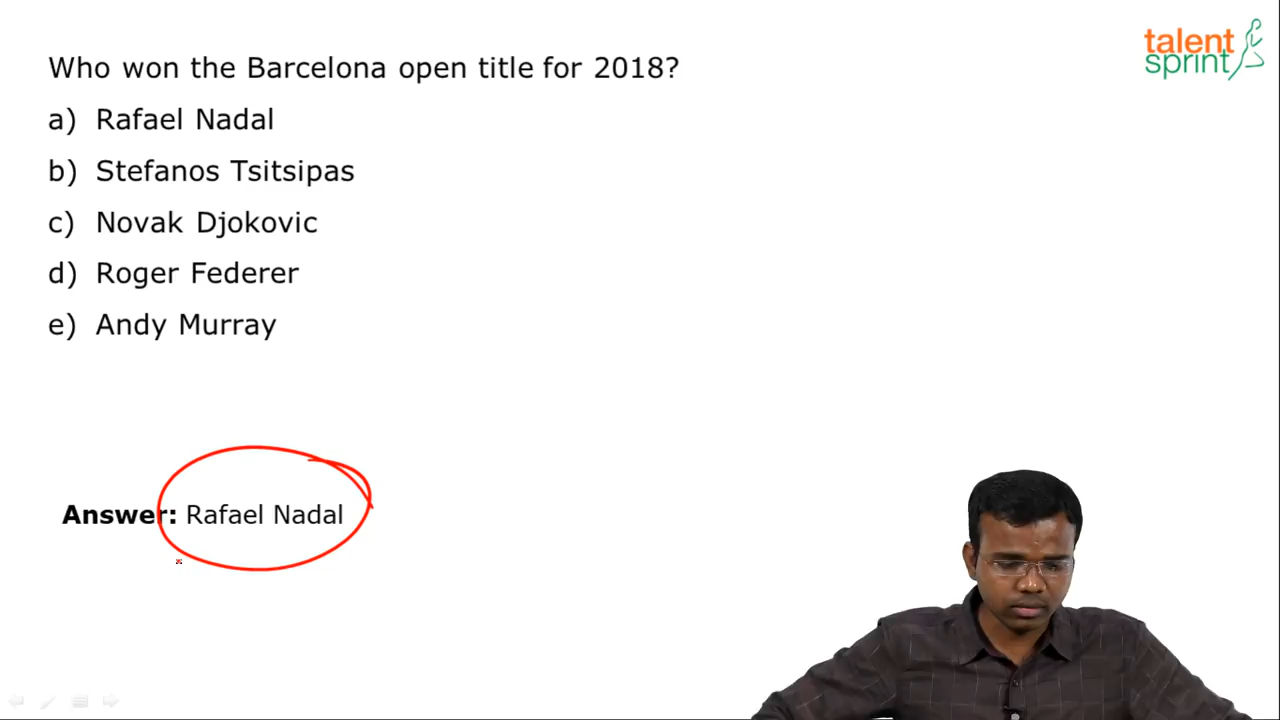 talent
sprint
Who won the Barcelona open title for 2018?
a) Rafael Nadal
b) Stefanos Tsitsipas
c) Novak Djokovic
d) Roger Federer
e) Andy Murray
Answer: Rafael Nadal